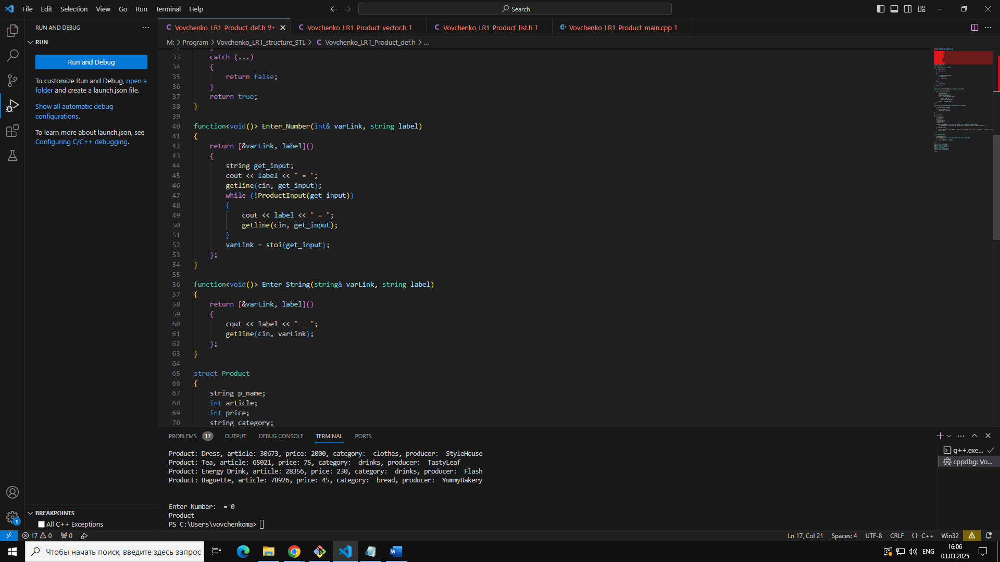 File Edit Selection View Go Run Terminal Help
Search
RUN AND DEBUG
RUN
Run and Debug
To customize Run and Debug, open a
folder and create a launch.json file.
Show all automatic debug
configurations.
To learn more about launch.json, see
Configuring C/C++ debugging.
BREAKPOINTS
All C++ Exceptions
Vovchenko_LR1_Product_def.h 9+
Vovchenko_LR1_Product_vector.h 1
Vovchenko_LR1_Product_list.h 1
Vovchenko_LR1_Product_main.cpp 1
M: > Program > Vovchenko_LR1_structure_STL > C Vovchenko_LR1_Product_def.h > ...
32 }
33 catch (...)
34 {
35 return false;
36 }
37 return true;
38 }
39
40 function<void()> Enter_Number(int& varLink, string label)
41 {
42 return [&varLink, label]()
43 {
44 string get_input;
45 cout << label << " = ";
46 getline(cin, get_input);
47 while (!ProductInput(get_input))
48 {
49 cout << label << " = ";
50 getline(cin, get_input);
51 }
52 varLink = stoi(get_input);
53 };
54 }
55
56 function<void()> Enter_String(string& varLink, string label)
57 {
58 return [&varLink, label]()
59 {
60 cout << label << " = ";
61 getline(cin, varLink);
62 };
63 }
64
65 struct Product
66 {
67 string p_name;
68 int article;
69 int price;
70 string category;
PROBLEMS 17 OUTPUT DEBUG CONSOLE TERMINAL PORTS
Product: Dress, article: 30673, price: 2000, category:  clothes, producer:  StyleHouse
Product: Tea, article: 65021, price: 75, category:  drinks, producer:  TastyLeaf
Product: Energy Drink, article: 28356, price: 230, category:  drinks, producer:  Flash
Product: Baguette, article: 78926, price: 45, category:  bread, producer:  YummyBakery
Enter Number:  = 0
Product
PS C:\Users\vovchenkoma>
g++.exe...
cppdbg: Vo...
1
17 0 0
Ln 17, Col 21 Spaces: 4 UTF-8 CRLF {} C++ Win32
Чтобы начать поиск, введите здесь запрос
ENG
16:06
03.03.2025